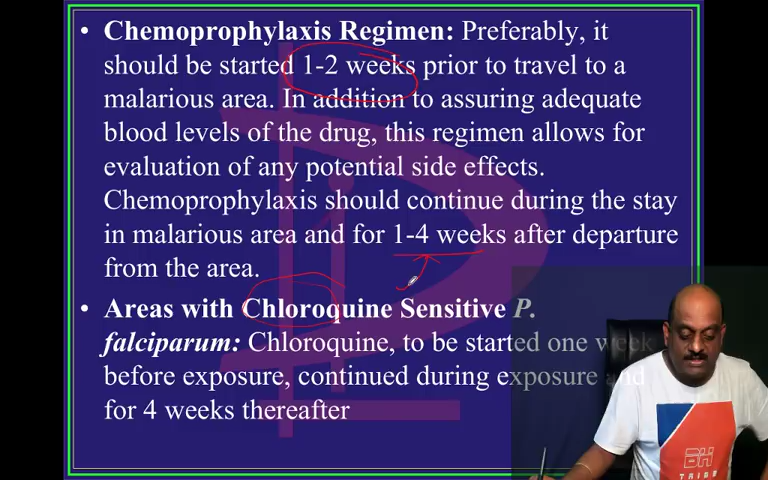 • Chemoprophylaxis Regimen: Preferably, it
should be started 1-2 weeks prior to travel to a
malarious area. In addition to assuring adequate
blood levels of the drug, this regimen allows for
evaluation of any potential side effects.
Chemoprophylaxis should continue during the stay
in malarious area and for 1-4 weeks after departure
from the area.
• Areas with Chloroquine Sensitive P.
falciparum: Chloroquine, to be started one week
before exposure, continued during exposure and
for 4 weeks thereafter
BH